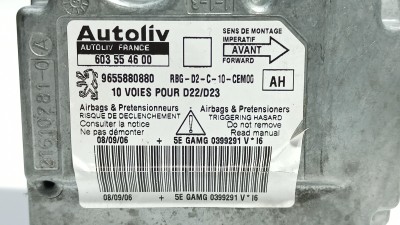 Autoliv
AUTOLIV FRANCE
603 55 46 00
SENS DE MONTAGE
IMPERATIF
AVANT
FORWARD
9655880880
RBG-D2-C-10-CEM00
AH
10 VOIES POUR D22/D23
Airbags & Pretensionneurs
RISQUE DE DECLENCHEMENT
Consulter la notice
Ne pas démonter
Airbags & Pretensioners
TRIGGERING HAZARD
Do not remove
Read manual
08/09/06 + 5E GAMG 0399291 V * I6
08/09/06 + 5E GAMG 0399291 V * I6